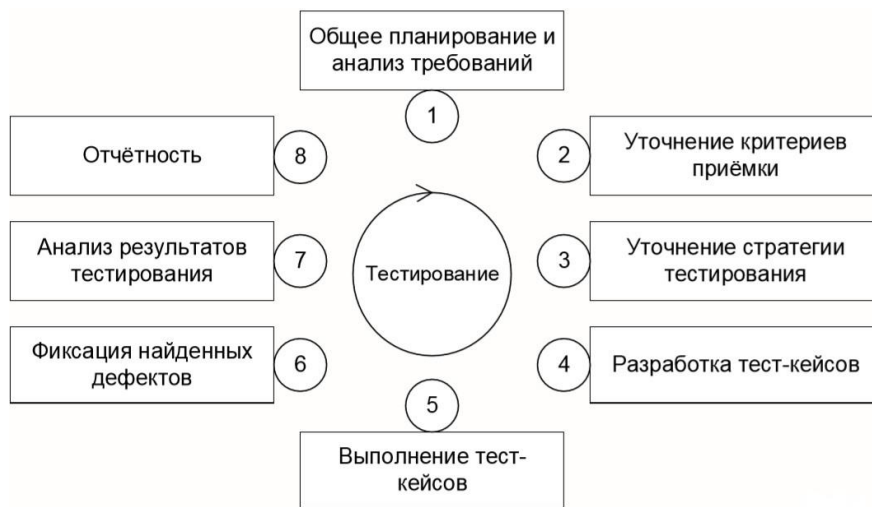 Общее планирование и
анализ требований
1
2
Уточнение критериев
приёмки
3
Уточнение стратегии
тестирования
4
Разработка тест-кейсов
5
Выполнение тест-
кейсов
6
Фиксация найденных
дефектов
7
Анализ результатов
тестирования
8
Отчётность
Тестирование